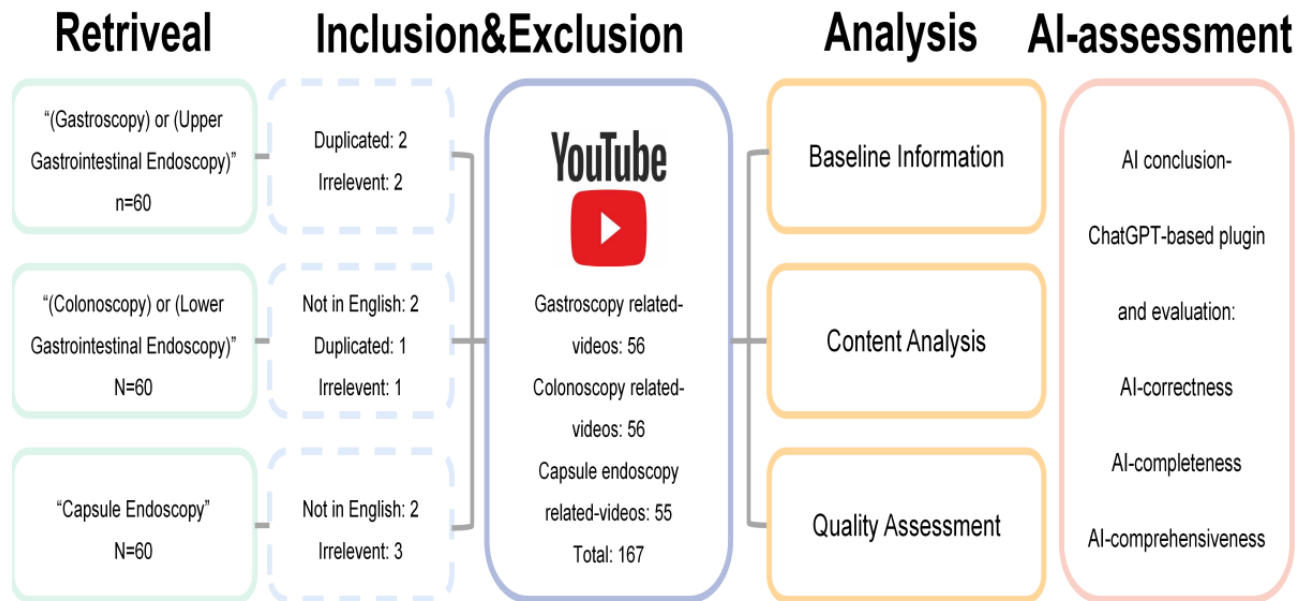 Retriveal
Inclusion&Exclusion
Analysis
AI-assessment
“(Gastroscopy) or (Upper
Gastrointestinal Endoscopy)”
n=60
“(Colonoscopy) or (Lower
Gastrointestinal Endoscopy)”
N=60
“Capsule Endoscopy”
N=60
Duplicated: 2
Irrelevent: 2
Not in English: 2
Duplicated: 1
Irrelevent: 1
Not in English: 2
Irrelevent: 3
YouTube
Gastroscopy related-
videos: 56
Colonoscopy related-
videos: 56
Capsule endoscopy
related-videos: 55
Total: 167
Baseline Information
Content Analysis
Quality Assessment
AI conclusion-
ChatGPT-based plugin
and evaluation:
AI-correctness
AI-completeness
AI-comprehensiveness